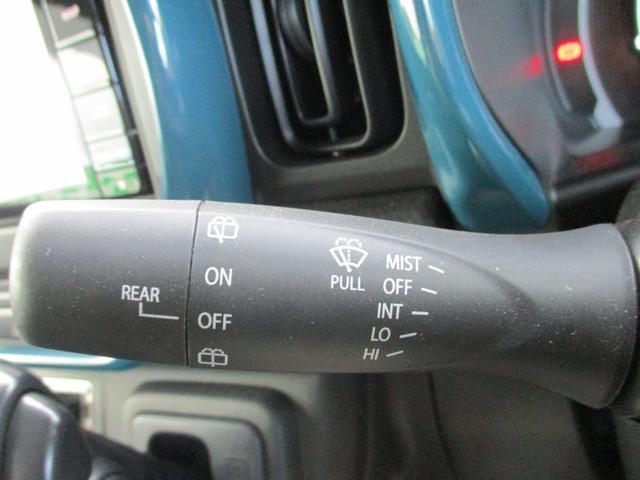 REAR
ON
OFF
PULL
MIST
OFF
INT
LO
HI